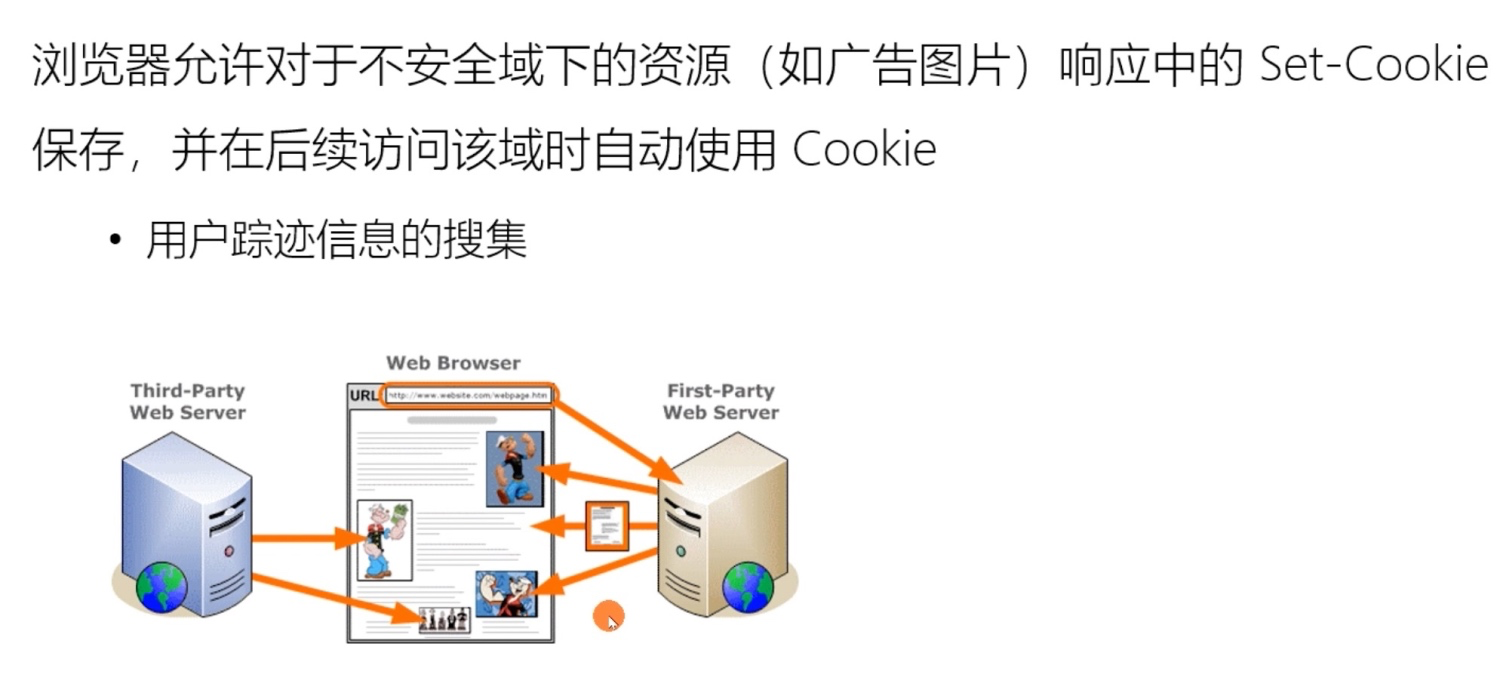 浏览器允许对于不安全域下的资源（如广告图片）响应中的 Set-Cookie
保存，并在后续访问该域时自动使用 Cookie
• 用户踪迹信息的搜集
Web Browser
Third-Party
Web Server
URL
http://www.website.com/webpage.htm
First-Party
Web Server